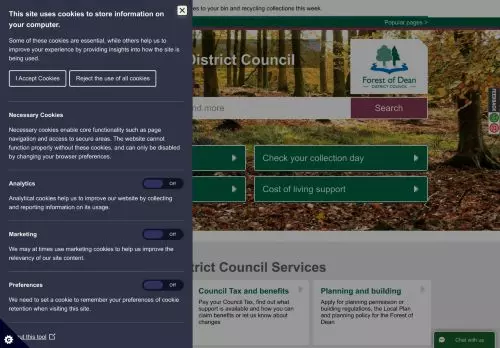 This site uses cookies to store information on
your computer.
Some of these cookies are essential, while others help us to
improve your experience by providing insights into how the site is
being used.
I Accept Cookies
Reject the use of all cookies
Necessary Cookies
Necessary cookies enable core functionality such as page
navigation and access to secure areas. The website cannot
function properly without these cookies, and can only be disabled
by changing your browser preferences.
Analytics
Off
Analytical cookies help us to improve our website by collecting
and reporting information on its usage.
Marketing
Off
We may at times use marketing cookies to help us improve the
relevancy of our site content.
Preferences
Off
We need to set a cookie to remember your preferences of cookie
retention when visiting this site.
out this tool
es to your bin and recycling collections this week.
Popular pages >
District Council
Forest of Dean
DISTRICT COUNCIL
nd more
Search
FEEDBACK
Check your collection day
Cost of living support
trict Council Services
Council Tax and benefits
Pay your Council Tax, find out what
support is available and how you can
claim benefits or let us know about
changes
Planning and building
Apply for planning permission or
building regulations, the Local Plan
and planning policy for the Forest of
Dean
Chat with us